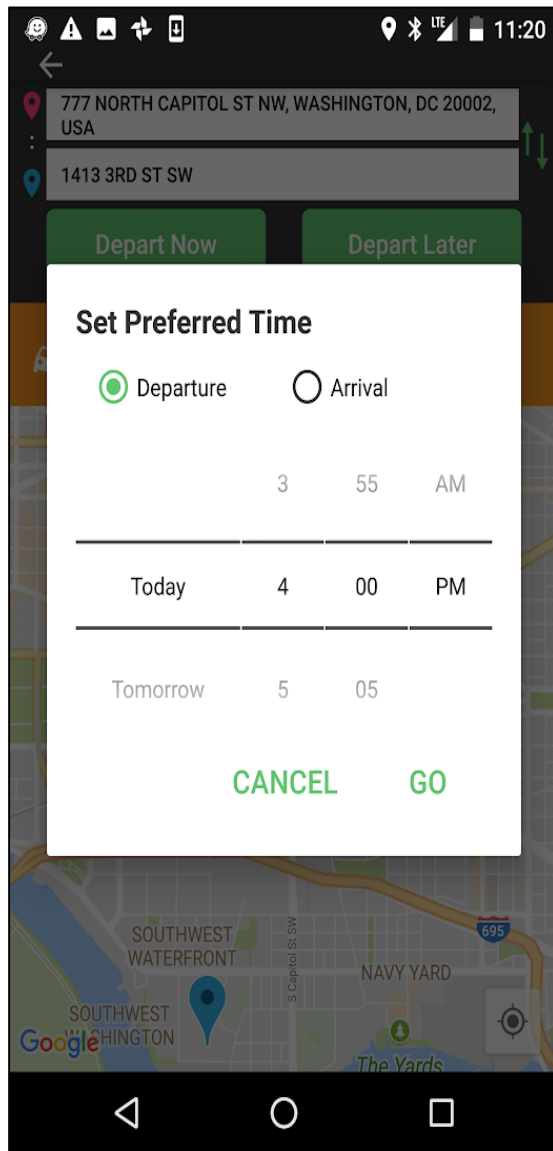 LTE 11:20
777 NORTH CAPITOL ST NW, WASHINGTON, DC 20002,
USA
1413 3RD ST SW
Depart Now Depart Later
Set Preferred Time
Departure Arrival
3 55 AM
Today 4 00 PM
Tomorrow 5 05
CANCEL GO
SOUTHWEST
WATERFRONT
S Capitol St SW
695
NAVY YARD
SOUTHWEST
WASHINGTON
Google
The Yards